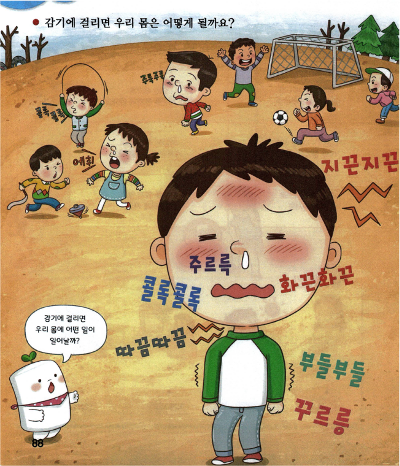 ● 감기에 걸리면 우리 몸은 어떻게 될까요?
콜록콜록
콜록콜록
에취
지끈지끈
주르륵
콜록콜록
화끈화끈
따끔따끔
부들부들
꾸르릉
감기에 걸리면
우리 몸에 어떤 일이
일어날까?
88